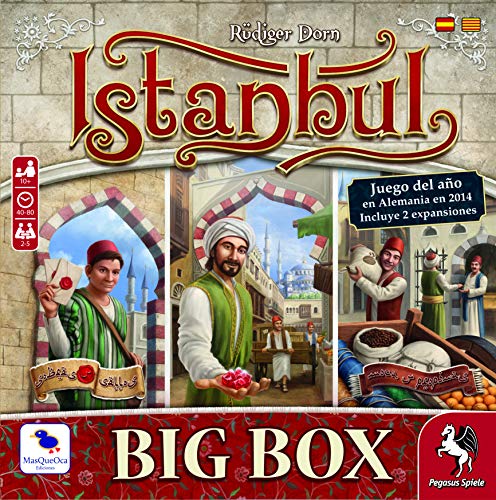 Rüdiger Dorn
Istanbul
10+
40-80
2-5
Juego del año
en Alemania en 2014
Incluye 2 expansiones
MasQueOca
Ediciones
BIG BOX
Pegasus Spiele